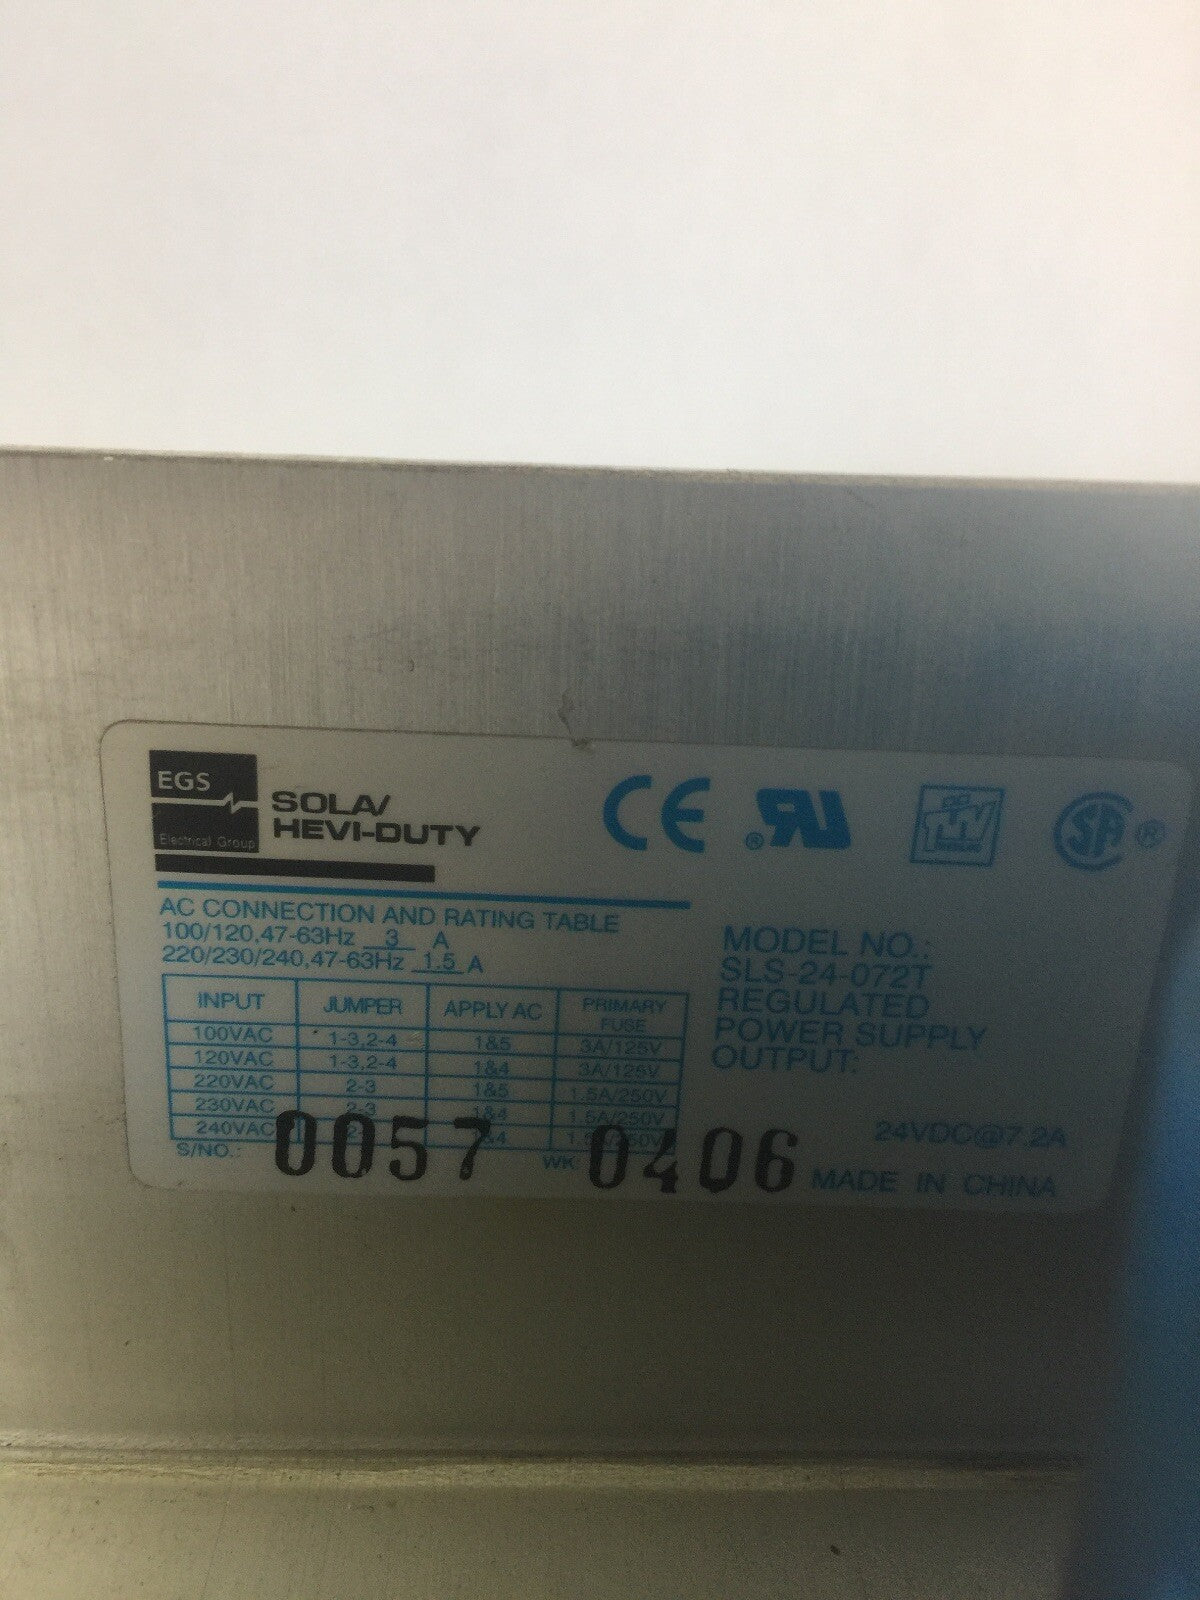 EGS
Electrical Group
SOLA/
HEVI-DUTY
CE
®
UR
TÜV
SA ®
AC CONNECTION AND RATING TABLE
100/120,47-63Hz 3 A
220/230/240,47-63Hz 1.5 A
INPUT JUMPER APPLY AC PRIMARY FUSE
100VAC 1-3,2-4 1&5 3A/125V
120VAC 1-3,2-4 1&4 3A/125V
220VAC 2-3 1&5 1.5A/250V
230VAC 2-3 1&4 1.5A/250V
240VAC
S/NO.: 0057 WK: 0406
MODEL NO.:
SLS-24-072T
REGULATED
POWER SUPPLY
OUTPUT:
24VDC@7.2A
MADE IN CHINA